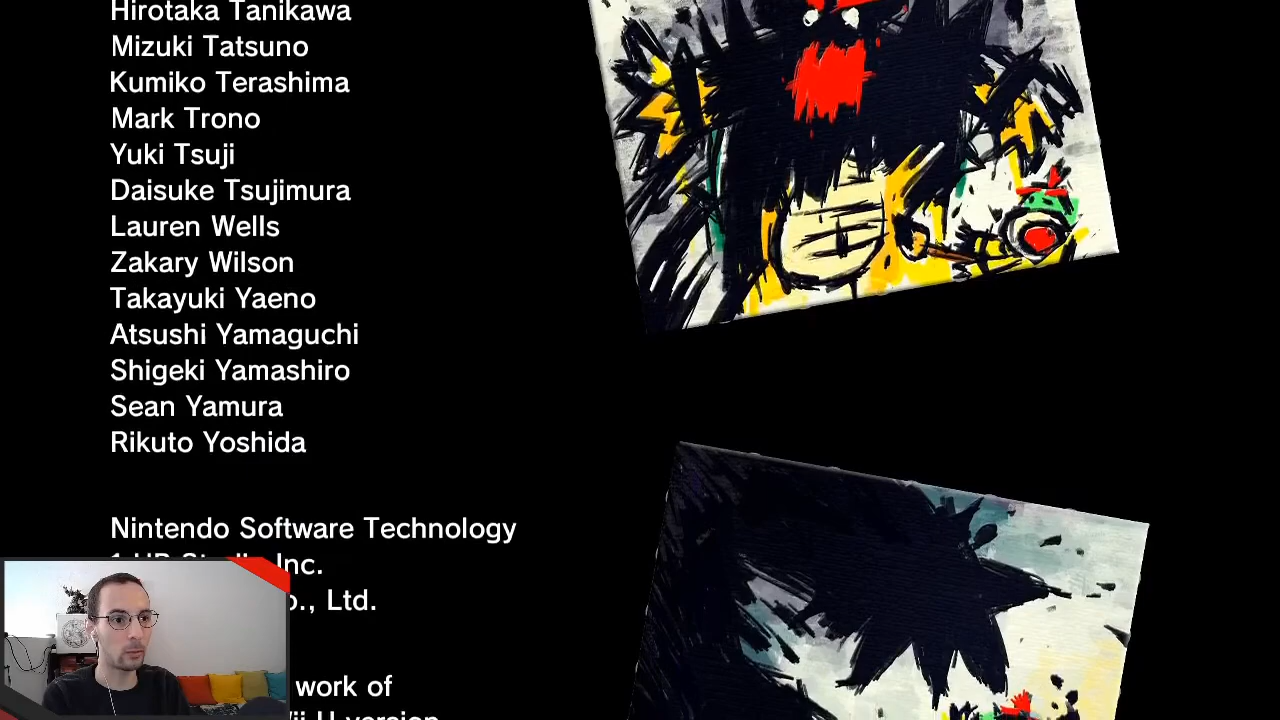 Hirotaka Tanikawa
Mizuki Tatsuno
Kumiko Terashima
Mark Trono
Yuki Tsuji
Daisuke Tsujimura
Lauren Wells
Zakary Wilson
Takayuki Yaeno
Atsushi Yamaguchi
Shigeki Yamashiro
Sean Yamura
Rikuto Yoshida
Nintendo Software Technology
Inc.
Ltd.
work of
version